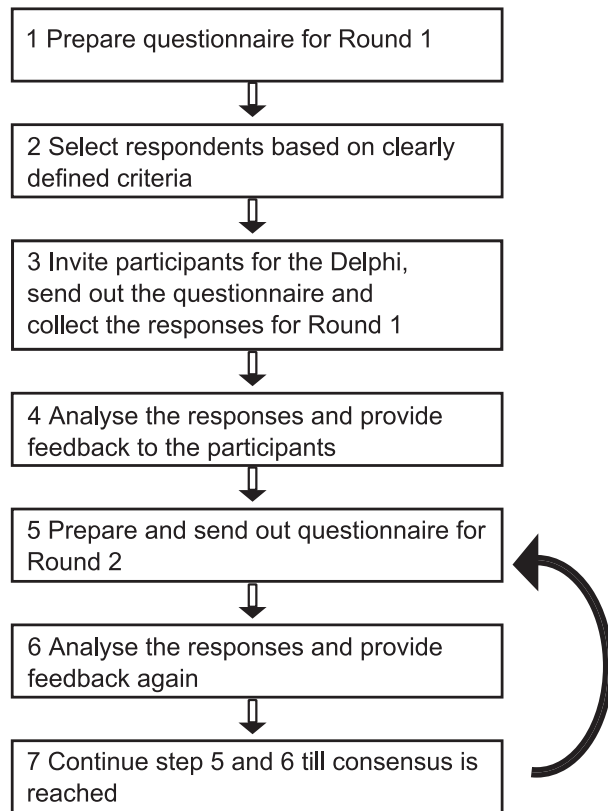 1 Prepare questionnaire for Round 1
2 Select respondents based on clearly
defined criteria
3 Invite participants for the Delphi,
send out the questionnaire and
collect the responses for Round 1
4 Analyse the responses and provide
feedback to the participants
5 Prepare and send out questionnaire for
Round 2
6 Analyse the responses and provide
feedback again
7 Continue step 5 and 6 till consensus is
reached